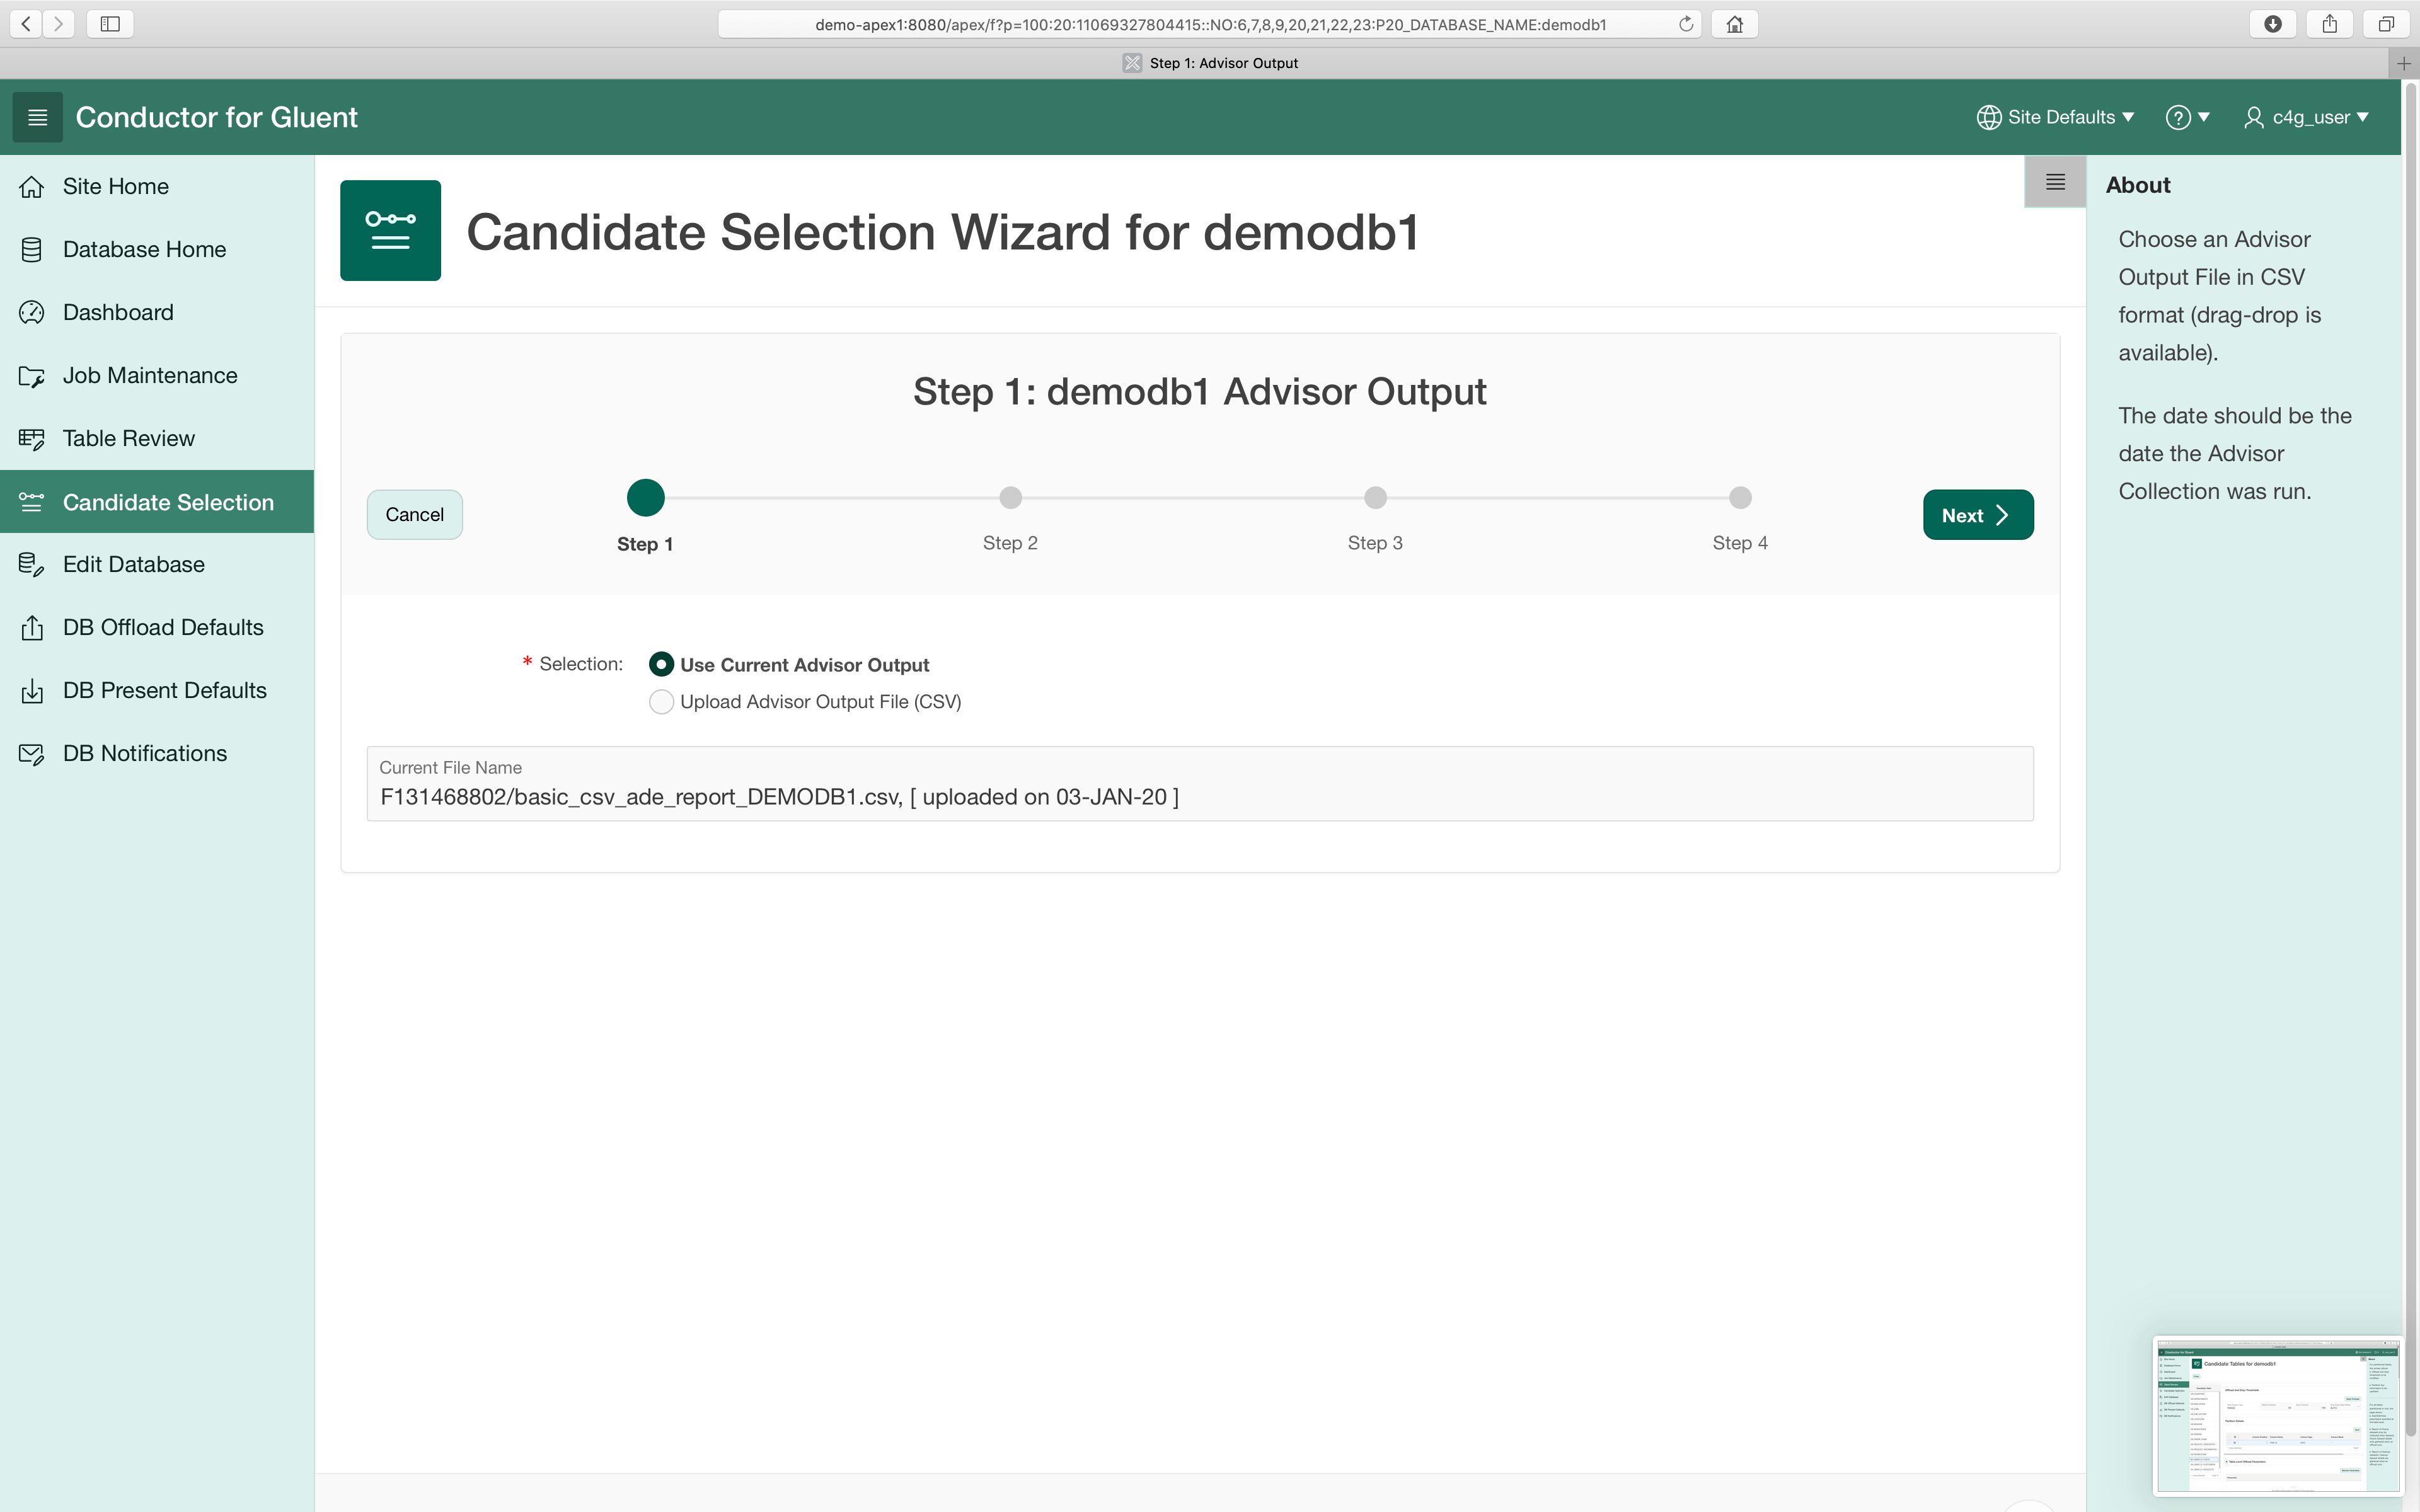 demo-apex1:8080/apex/f?p=100:20:11069327804415::NO:6,7,8,9,20,21,22,23:P20_DATABASE_NAME:demodb1
Step 1: Advisor Output
Conductor for Gluent
Site Defaults
c4g_user
Site Home
Database Home
Dashboard
Job Maintenance
Table Review
Candidate Selection
Edit Database
DB Offload Defaults
DB Present Defaults
DB Notifications
Candidate Selection Wizard for demodb1
Step 1: demodb1 Advisor Output
Cancel
Step 1
Step 2
Step 3
Step 4
Next
* Selection:
Use Current Advisor Output
Upload Advisor Output File (CSV)
Current File Name
F131468802/basic_csv_ade_report_DEMODB1.csv, [ uploaded on 03-JAN-20 ]
About
Choose an Advisor
Output File in CSV
format (drag-drop is
available).
The date should be the
date the Advisor
Collection was run.
Candidate Tables for demodb1